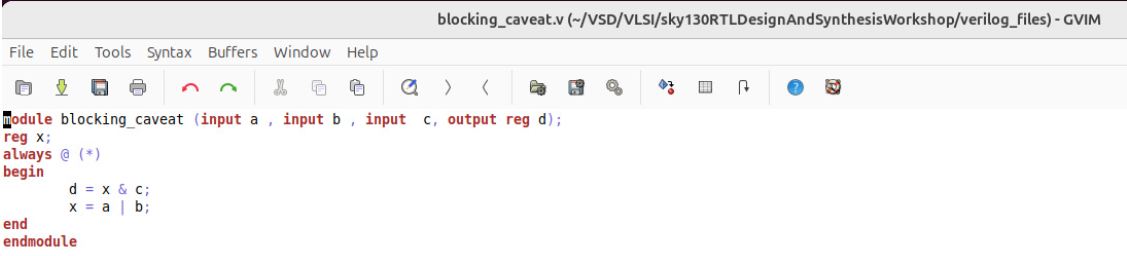 blocking_caveat.v (~/VSD/VLSI/sky130RTLDesignAndSynthesisWorkshop/verilog_files) - GVIM
File Edit Tools Syntax Buffers Window Help
module blocking_caveat (input a , input b , input  c, output reg d);
reg x;
always @ (*)
begin
        d = x & c;
        x = a | b;
end
endmodule